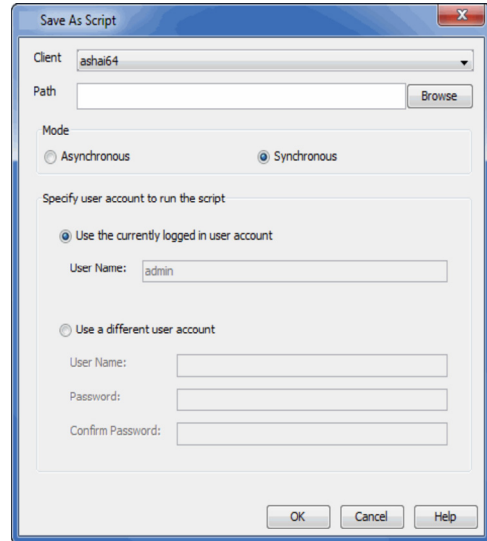 Save As Script
Client ashai64
Path Browse
Mode
Asynchronous Synchronous
Specify user account to run the script
Use the currently logged in user account
User Name: admin
Use a different user account
User Name:
Password:
Confirm Password:
OK Cancel Help